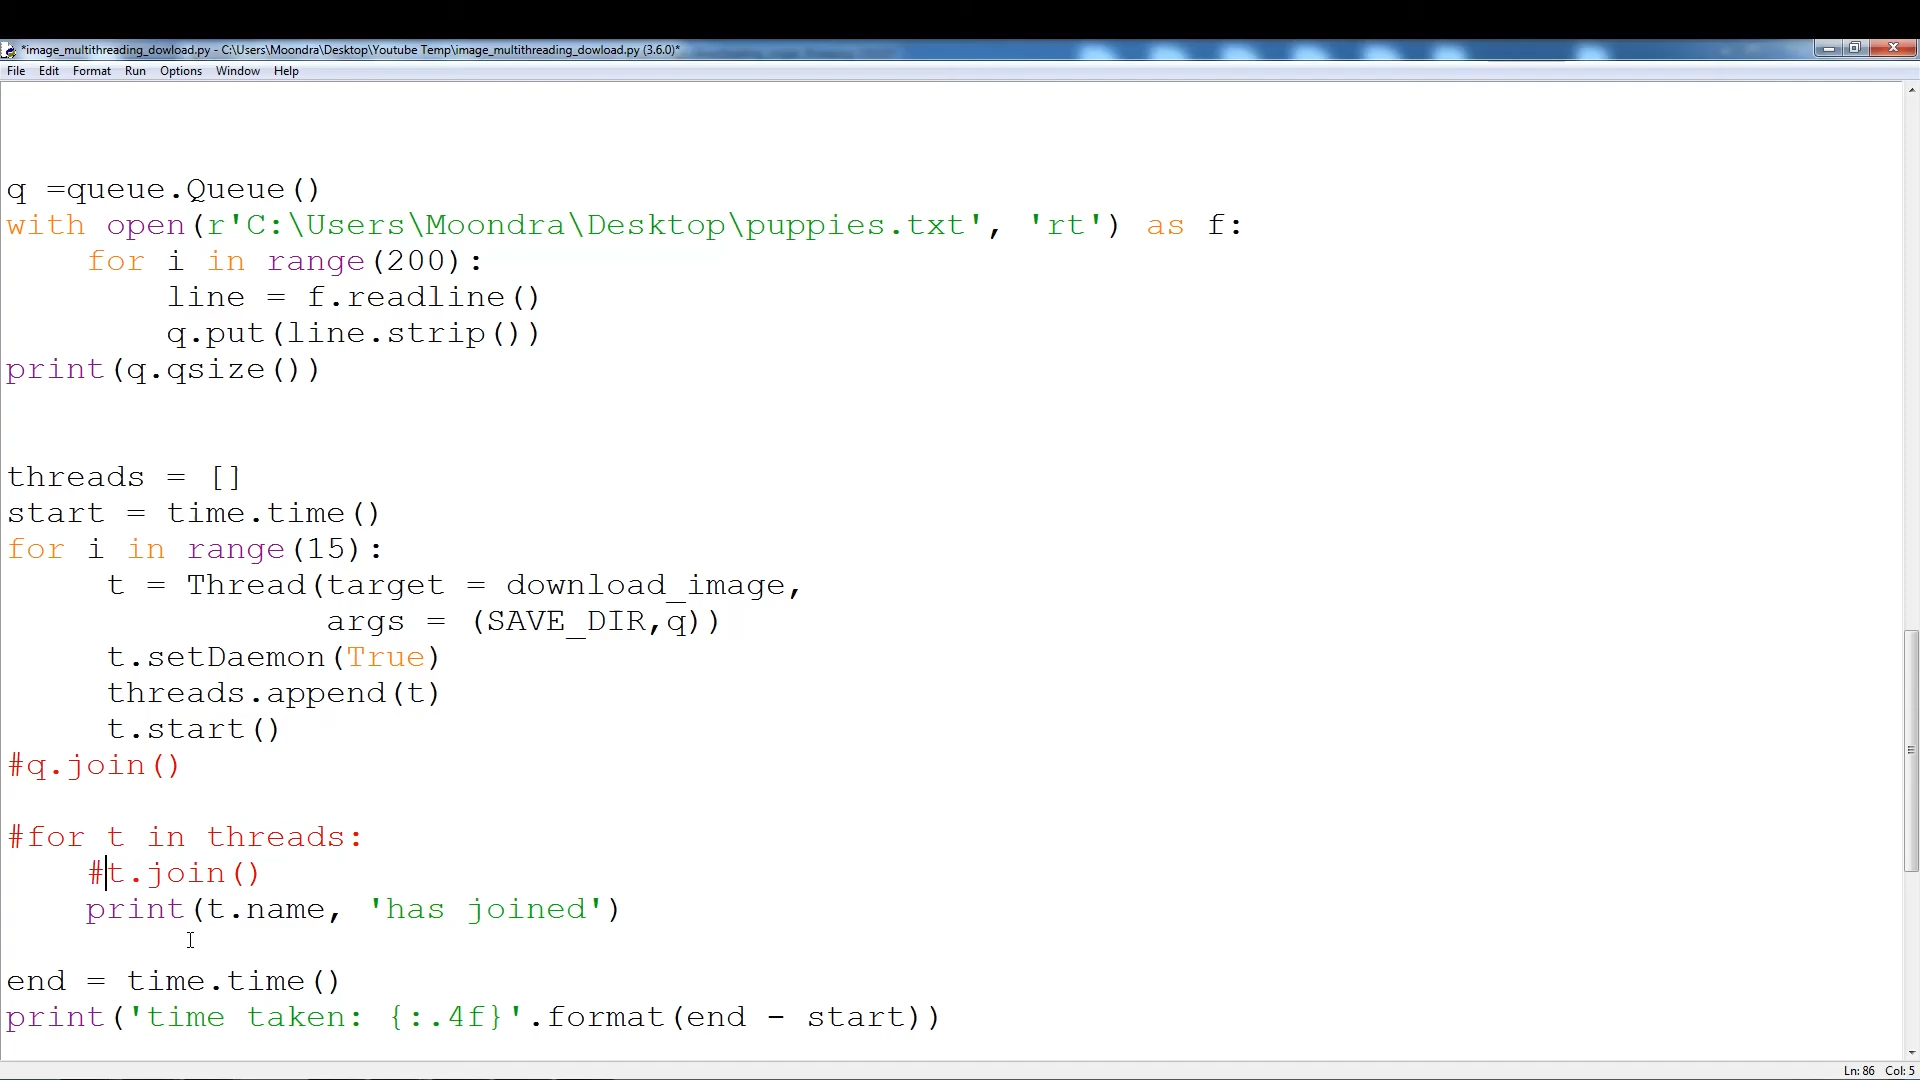 *image_multithreading_dowload.py - C:\Users\Moondra\Desktop\Youtube Temp\image_multithreading_dowload.py (3.6.0)*
File Edit Format Run Options Window Help
q =queue.Queue()
with open(r'C:\Users\Moondra\Desktop\puppies.txt', 'rt') as f:
    for i in range(200):
        line = f.readline()
        q.put(line.strip())
print(q.qsize())
threads = []
start = time.time()
for i in range(15):
     t = Thread(target = download_image,
                args = (SAVE_DIR,q))
     t.setDaemon(True)
     threads.append(t)
     t.start()
#q.join()
#for t in threads:
    #t.join()
    print(t.name, 'has joined')
end = time.time()
print('time taken: {:.4f}'.format(end - start))
Ln: 86 Col: 5